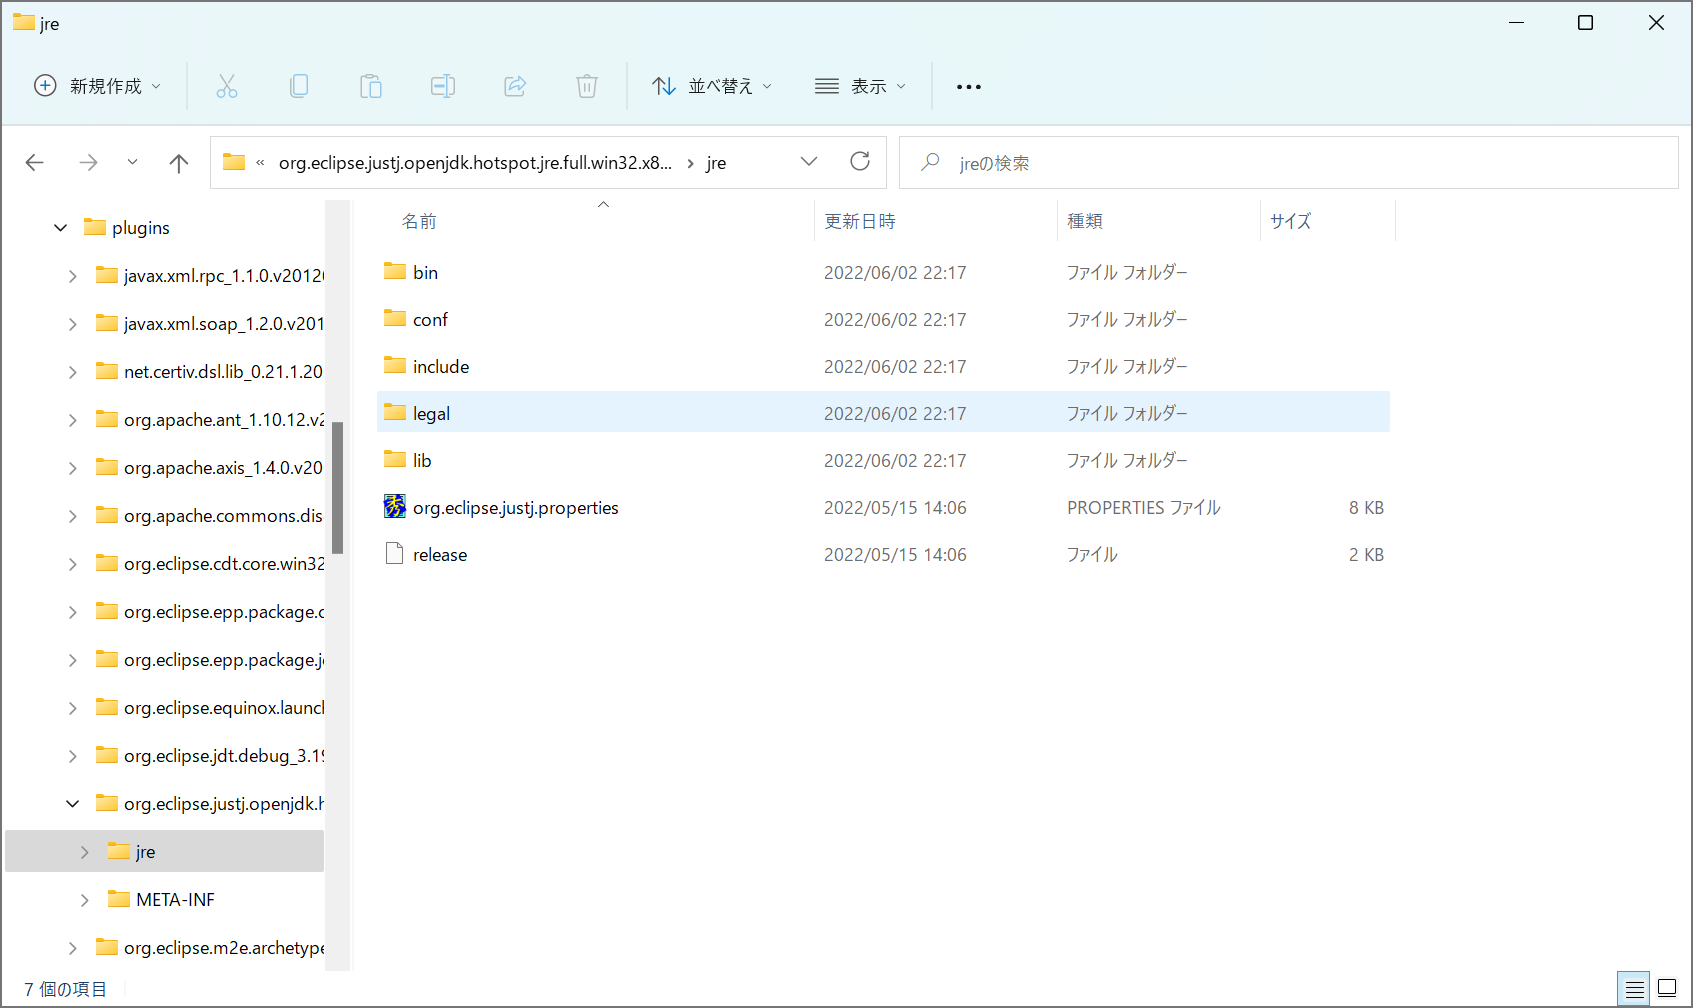 jre
新規作成
並べ替え
表示
« org.eclipse.justj.openjdk.hotspot.jre.full.win32.x8... › jre
jreの検索
plugins
javax.xml.rpc_1.1.0.v2012
javax.xml.soap_1.2.0.v201
net.certiv.dsl.lib_0.21.1.20
org.apache.ant_1.10.12.v2
org.apache.axis_1.4.0.v20
org.apache.commons.dis
org.eclipse.cdt.core.win32
org.eclipse.epp.package.c
org.eclipse.epp.package.j
org.eclipse.equinox.launch
org.eclipse.jdt.debug_3.19
org.eclipse.justj.openjdk.h
jre
META-INF
org.eclipse.m2e.archetype
名前 更新日時 種類 サイズ
bin 2022/06/02 22:17 ファイル フォルダー
conf 2022/06/02 22:17 ファイル フォルダー
include 2022/06/02 22:17 ファイル フォルダー
legal 2022/06/02 22:17 ファイル フォルダー
lib 2022/06/02 22:17 ファイル フォルダー
秀 org.eclipse.justj.properties 2022/05/15 14:06 PROPERTIES ファイル 8 KB
release 2022/05/15 14:06 ファイル 2 KB
7 個の項目